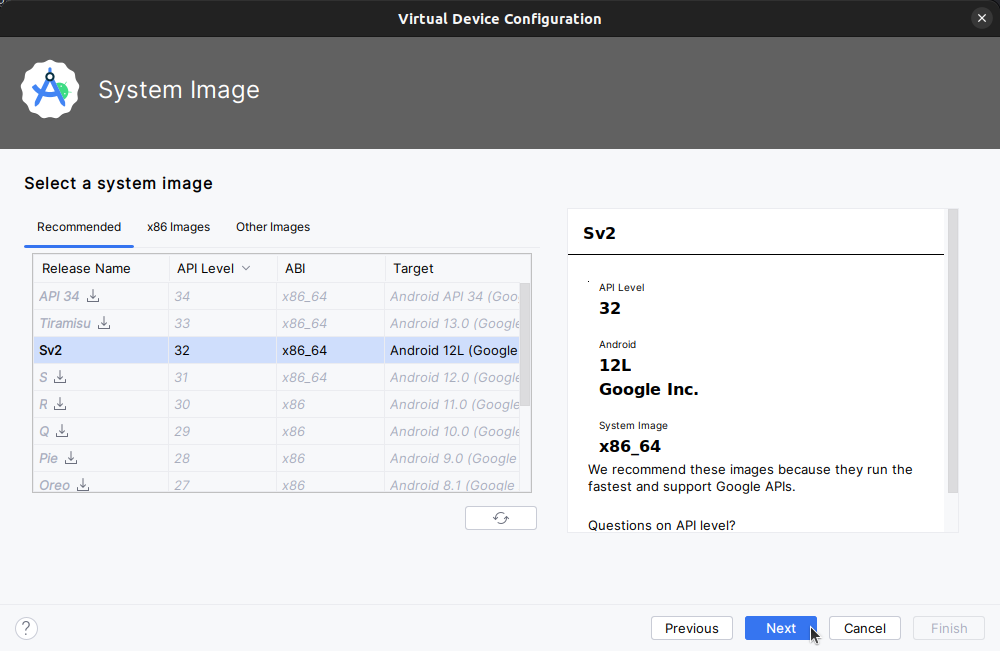 Virtual Device Configuration
System Image
Select a system image
Recommended x86 Images Other Images
Release Name API Level ABI Target
API 34 34 x86_64 Android API 34 (Goo
Tiramisu 33 x86_64 Android 13.0 (Google
Sv2 32 x86_64 Android 12L (Google
S 31 x86_64 Android 12.0 (Google
R 30 x86 Android 11.0 (Google
Q 29 x86 Android 10.0 (Google
Pie 28 x86 Android 9.0 (Google
Oreo 27 x86 Android 8.1 (Google
Sv2
API Level
32
Android
12L
Google Inc.
System Image
x86_64
We recommend these images because they run the
fastest and support Google APIs.
Questions on API level?
? Previous Next Cancel Finish